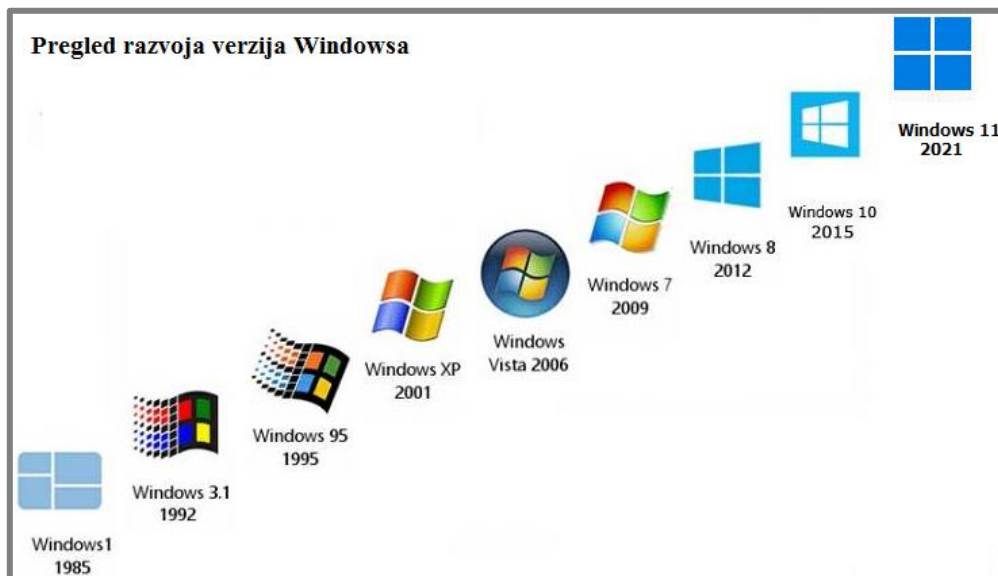 Pregled razvoja verzija Windowsa
Windows1
1985
Windows 3.1
1992
Windows 95
1995
Windows XP
2001
Windows
Vista 2006
Windows 7
2009
Windows 8
2012
Windows 10
2015
Windows 11
2021